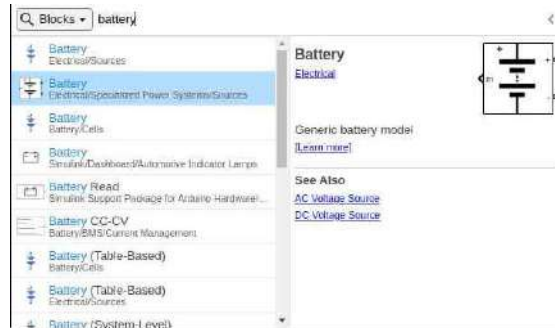 Blocks battery
Battery
Electrical/Sources
Battery
Electrical/Specialized Power Systems/Sources
Battery
Battery/Cells
Battery
Simulink/Dashboard/Automotive Indicator Lamps
Battery Read
Simulink Support Package for Arduino Hardware/...
Battery CC-CV
Battery/BMS/Current Management
Battery (Table-Based)
Battery/Cells
Battery (Table-Based)
Electrical/Sources
Battery (System-Level)
Battery
Electrical
m
Generic battery model
[Learn more]
See Also
AC Voltage Source
DC Voltage Source